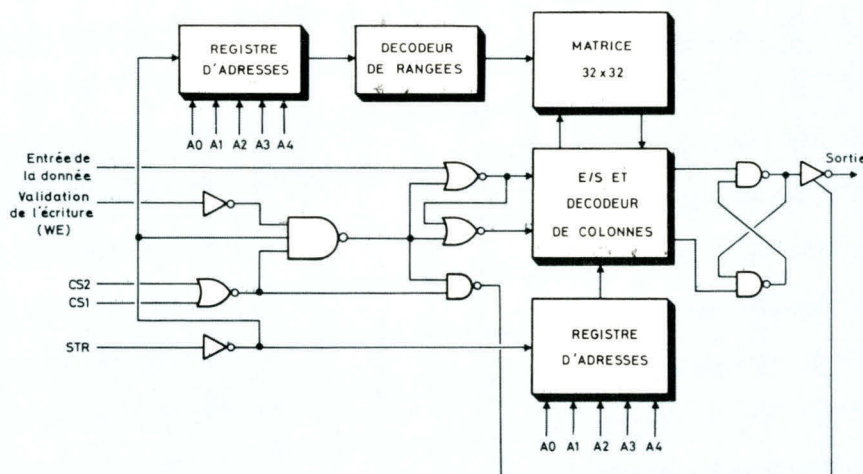 REGISTRE
D'ADRESSES
DECODEUR
DE RANGEES
MATRICE
32 x 32
A0 A1 A2 A3 A4
Entrée de
la donnée
Validation
de l'écriture
(WE)
CS2
CS1
STR
E/S ET
DECODEUR
DE COLONNES
Sortie
REGISTRE
D'ADRESSES
A0 A1 A2 A3 A4